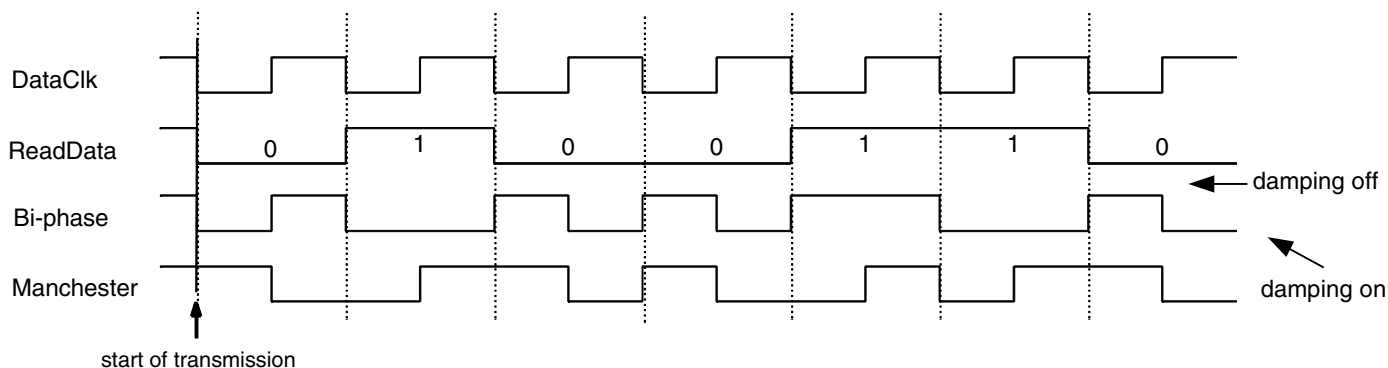 DataClk
ReadData 0 1 0 0 1 1 0
damping off
Bi-phase
Manchester
damping on
start of transmission